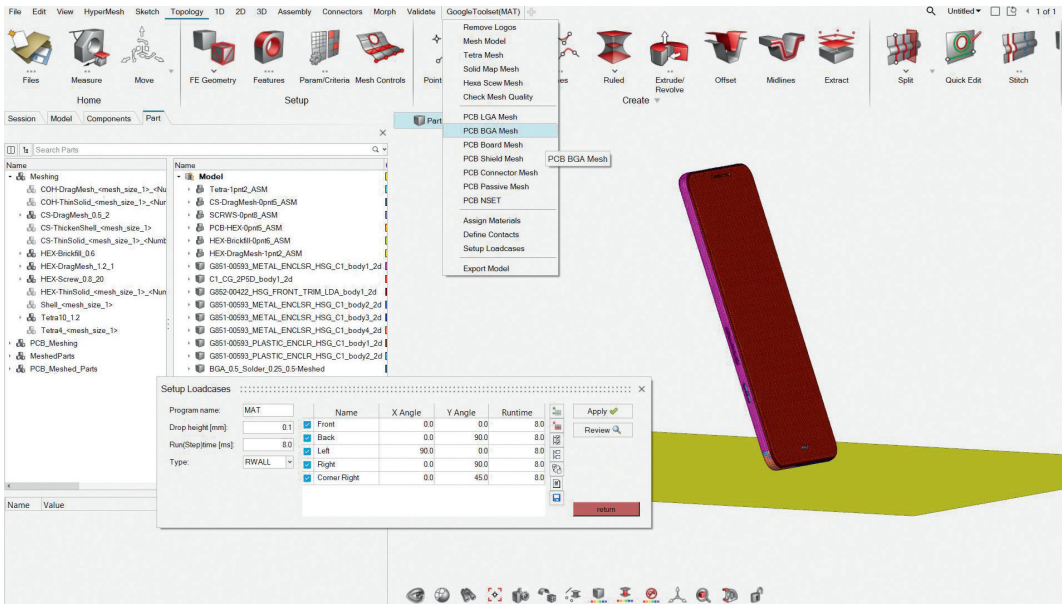 File Edit View HyperMesh Sketch Topology 1D 2D 3D Assembly Connectors Morph Validate GoogleToolset(MAT) Untitled 1 of 1
Files Measure Move FE Geometry Features Param/Criteria Mesh Controls Point Ruled Extrude/ Offset Midlines Extract Split Quick Edit Stitch
Revolve
Home Setup Create
Remove Logos
Mesh Model
Tetra Mesh
Solid Map Mesh
Hexa Scew Mesh
Check Mesh Quality
PCB LGA Mesh
PCB BGA Mesh
PCB Board Mesh
PCB Shield Mesh
PCB Connector Mesh
PCB Passive Mesh
PCB NSET
Assign Materials
Define Contacts
Setup Loadcases
Export Model
PCB BGA Mesh
Session Model Components Part
Part
Search Parts
Name
Meshing
COH-DragMesh_<mesh_size_1>_<Nu
COH-ThinSolid_<mesh_size_1>_<Nur
CS-DragMesh_0.5_2
CS-ThickenShell_<mesh_size_1>
CS-ThinSolid_<mesh_size_1>_<Numb
HEX-Brickfill_0.6
HEX-DragMesh_1.2_1
HEX-Screw_0.8_20
HEX-ThinSolid_<mesh_size_1>_<Num
Shell_<mesh_size_1>
Tetra10_1.2
Tetra4_<mesh_size_1>
PCB_Meshing
MeshedParts
PCB_Meshed_Parts
Name
Model
Tetra-1pnt2_ASM
CS-DragMesh-0pnt5_ASM
SCRWS-0pnt8_ASM
PCB-HEX-0pnt5_ASM
HEX-Brickfill-0pnt6_ASM
HEX-DragMesh-1pnt2_ASM
G851-00593_METAL_ENCLSR_HSG_C1_body1_2d
C1_CG_2P5D_body1_2d
G852-00422_HSG_FRONT_TRIM_LDA_body1_2d
G851-00593_METAL_ENCLSR_HSG_C1_body2_2d
G851-00593_METAL_ENCLSR_HSG_C1_body3_2d
G851-00593_METAL_ENCLSR_HSG_C1_body4_2d
G851-00593_PLASTIC_ENCLR_HSG_C1_body1_2d
G851-00593_PLASTIC_ENCLR_HSG_C1_body2_2d
BGA_0.5_Solder_0.25_0.5-Meshed
Name Value
Setup Loadcases
Program name: MAT
Drop height [mm]: 0.1
Run(Step)time [ms]: 8.0
Type: RWALL
Name X Angle Y Angle Runtime
Front 0.0 0.0 8.0
Back 0.0 90.0 8.0
Left 90.0 0.0 8.0
Right 0.0 90.0 8.0
Corner Right 0.0 45.0 8.0
Apply
Review
return